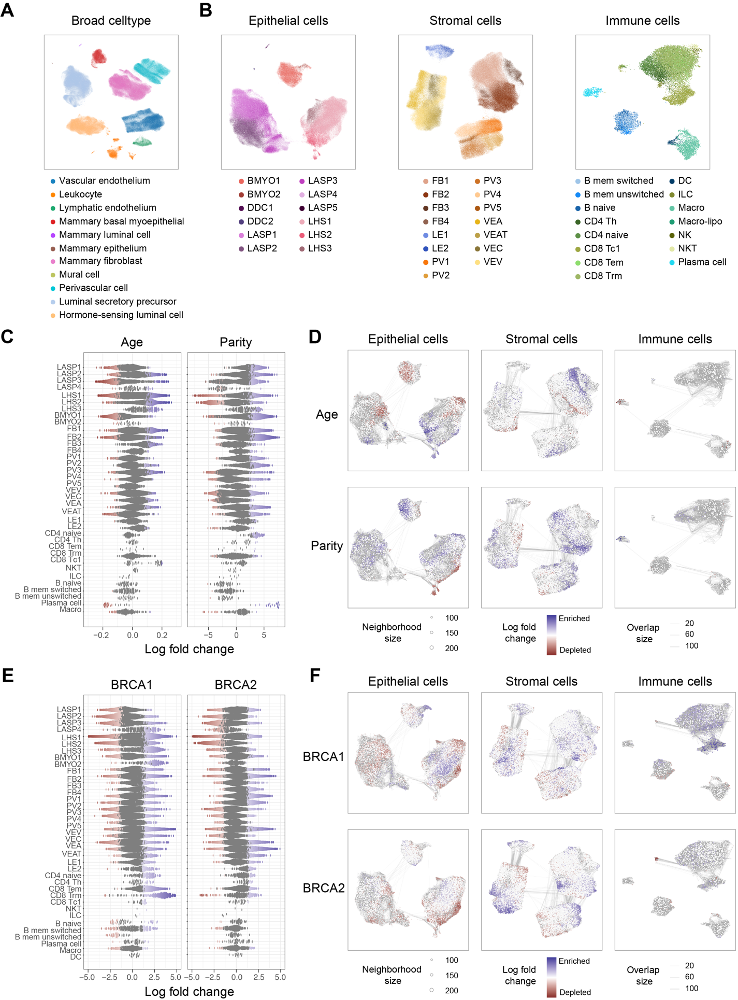 A
B
Broad celltype
Epithelial cells
Stromal cells
Immune cells
Vascular endothelium
Leukocyte
Lymphatic endothelium
Mammary basal myoepithelial
Mammary luminal cell
Mammary epithelium
Mammary fibroblast
Mural cell
Perivascular cell
Luminal secretory precursor
Hormone-sensing luminal cell
BMYO1
BMYO2
DDC1
DDC2
LASP1
LASP2
LASP3
LASP4
LASP5
LHS1
LHS2
LHS3
FB1
FB2
FB3
FB4
LE1
LE2
PV1
PV2
PV3
PV4
PV5
VEA
VEAT
VEC
VEV
B mem switched
B mem unswitched
B naive
CD4 Th
CD4 naive
CD8 Tc1
CD8 Tem
CD8 Trm
DC
ILC
Macro
Macro-lipo
NK
NKT
Plasma cell
C
Age
Parity
LASP1
LASP2
LASP3
LASP4
LHS1
LHS2
LHS3
BMYO1
BMYO2
FB1
FB2
FB3
FB4
PV1
PV2
PV3
PV4
PV5
VEV
VEC
VEA
VEAT
LE1
LE2
CD4 naive
CD4 Th
CD8 Tem
CD8 Trm
CD8 Tc1
NKT
ILC
B naive
B mem switched
B mem unswitched
Plasma cell
Macro
−0.2 0.0 0.2
−5 0 5
Log fold change
D
Epithelial cells
Stromal cells
Immune cells
Age
Parity
Neighborhood size
100
150
200
Log fold change
Enriched
Depleted
Overlap size
20
60
100
E
BRCA1
BRCA2
LASP1
LASP2
LASP3
LASP4
LHS1
LHS2
LHS3
BMYO1
BMYO2
FB1
FB2
FB3
FB4
PV1
PV2
PV3
PV4
PV5
VEV
VEC
VEA
VEAT
LE1
LE2
CD4 naive
CD4 Th
CD8 Tem
CD8 Trm
CD8 Tc1
NKT
ILC
B naive
B mem switched
B mem unswitched
Plasma cell
Macro
DC
−5.0 −2.5 0.0 2.5 5.0
−5.0 −2.5 0.0 2.5 5.0
Log fold change
F
Epithelial cells
Stromal cells
Immune cells
BRCA1
BRCA2
Neighborhood size
100
150
200
Log fold change
Enriched
Depleted
Overlap size
20
60
100